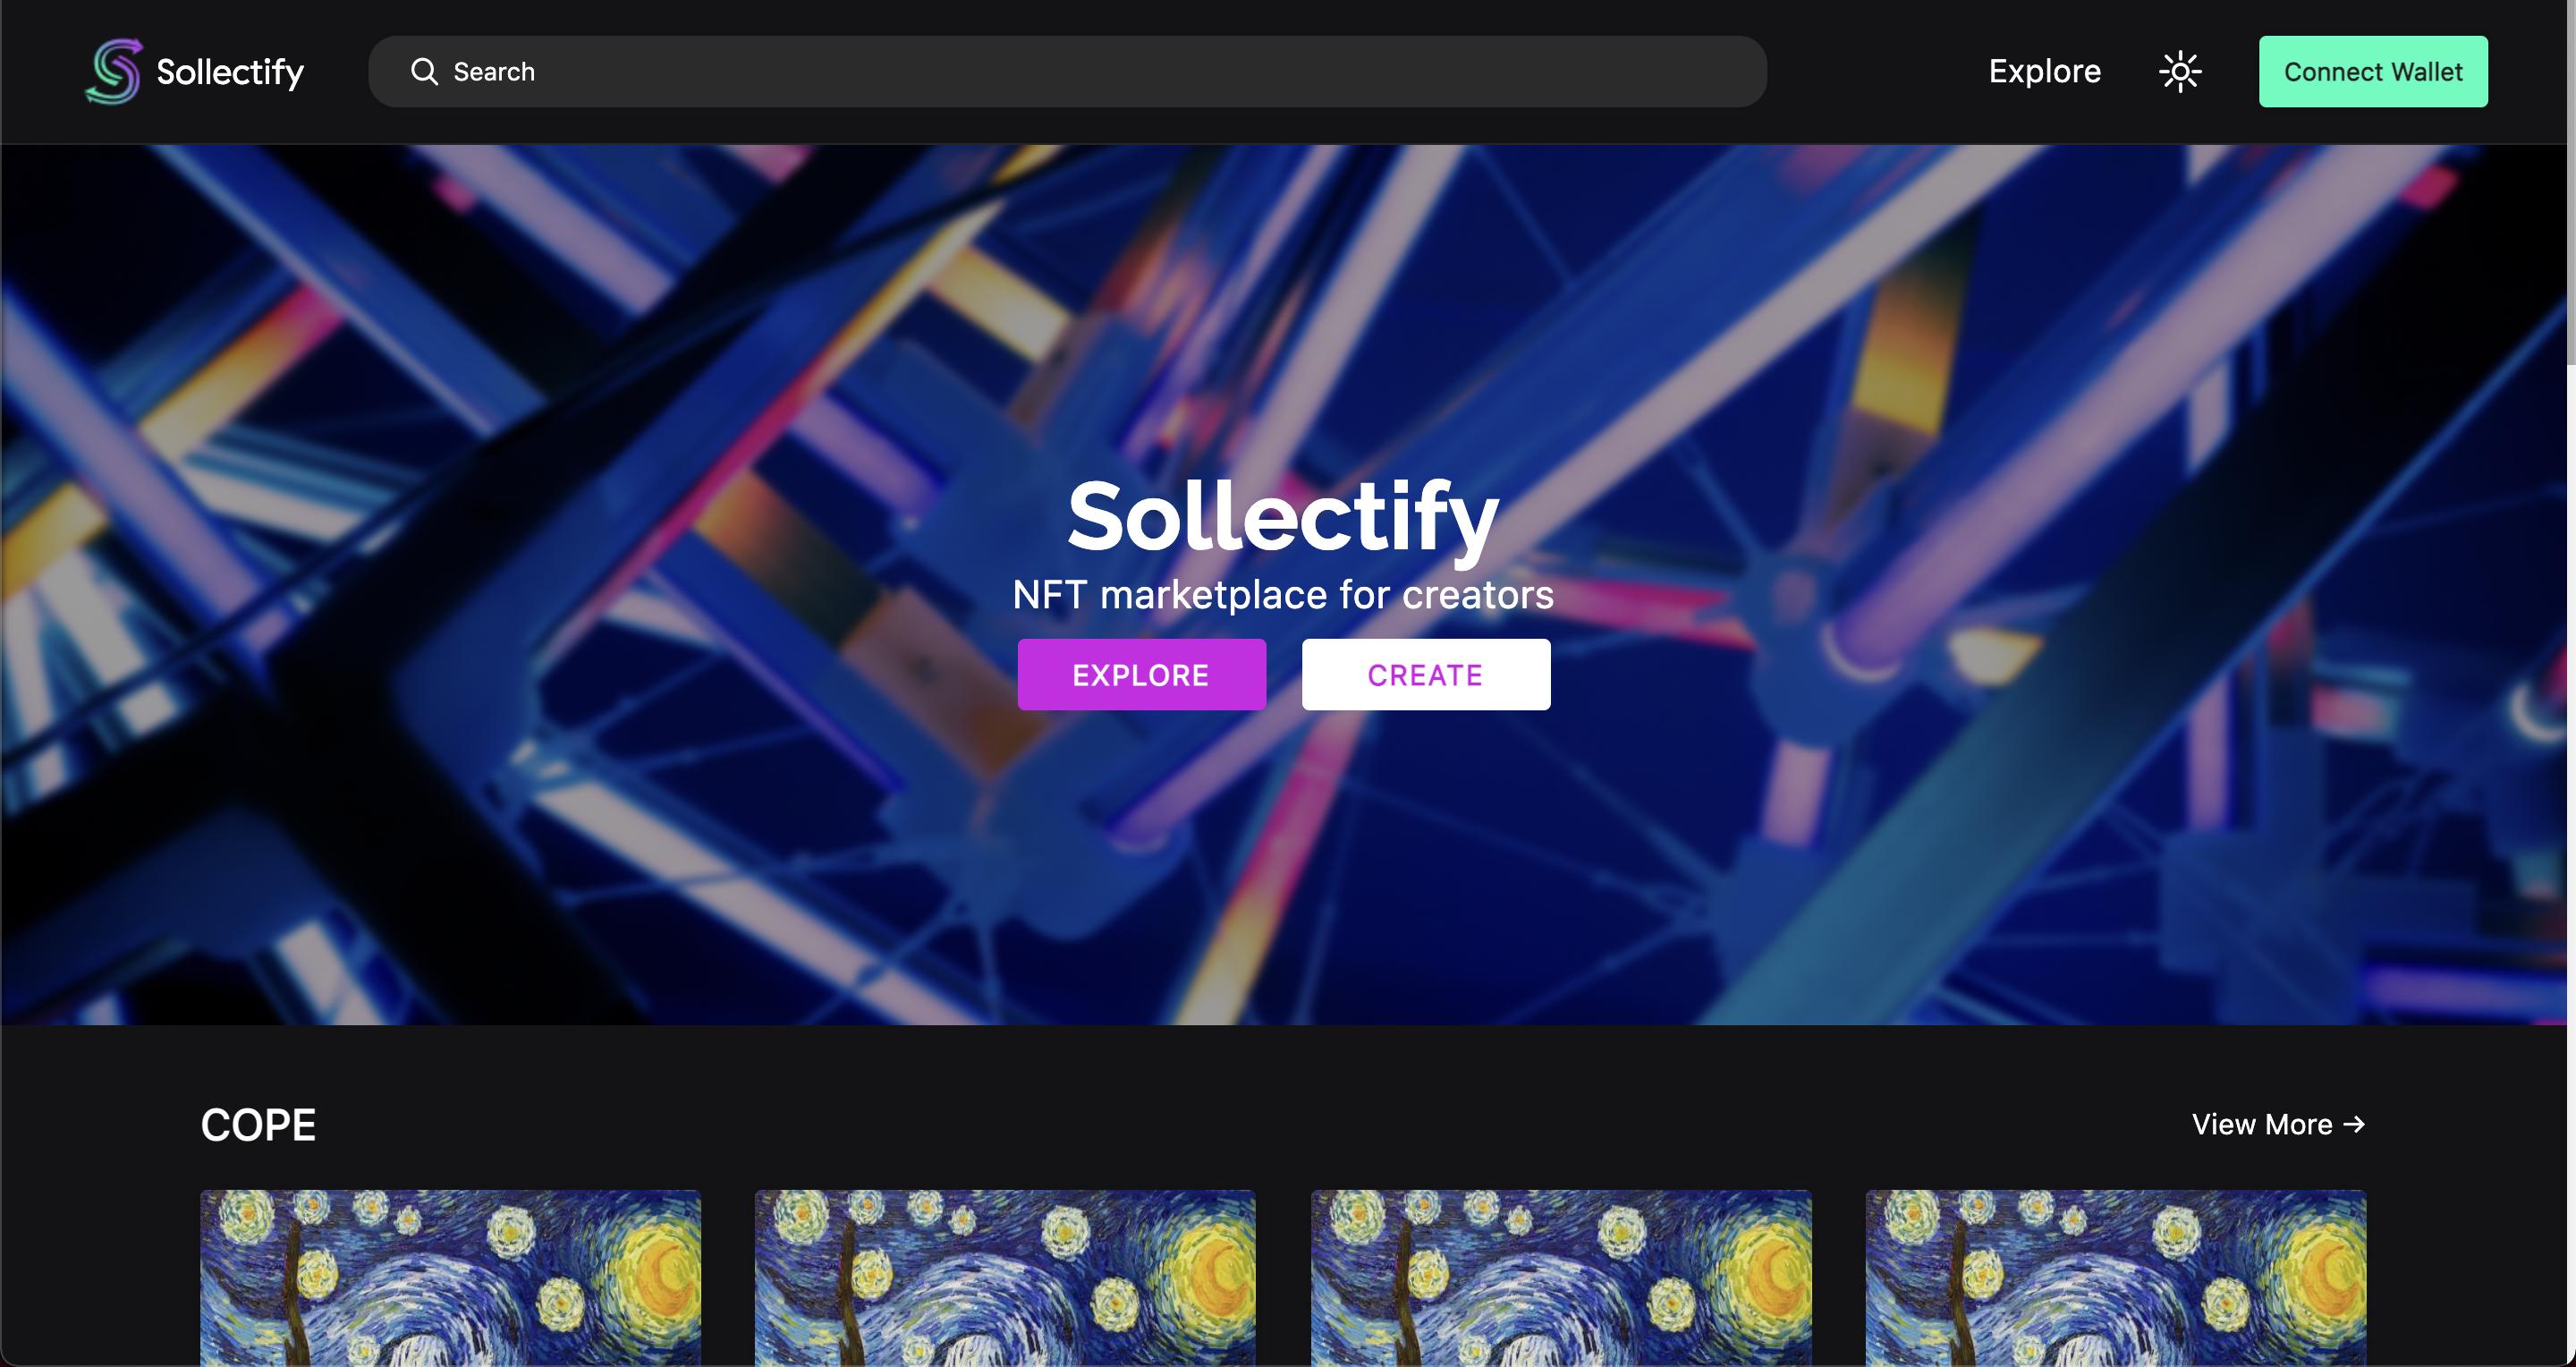 Sollectify
Search
Explore
Connect Wallet
Sollectify
NFT marketplace for creators
EXPLORE
CREATE
COPE
View More →